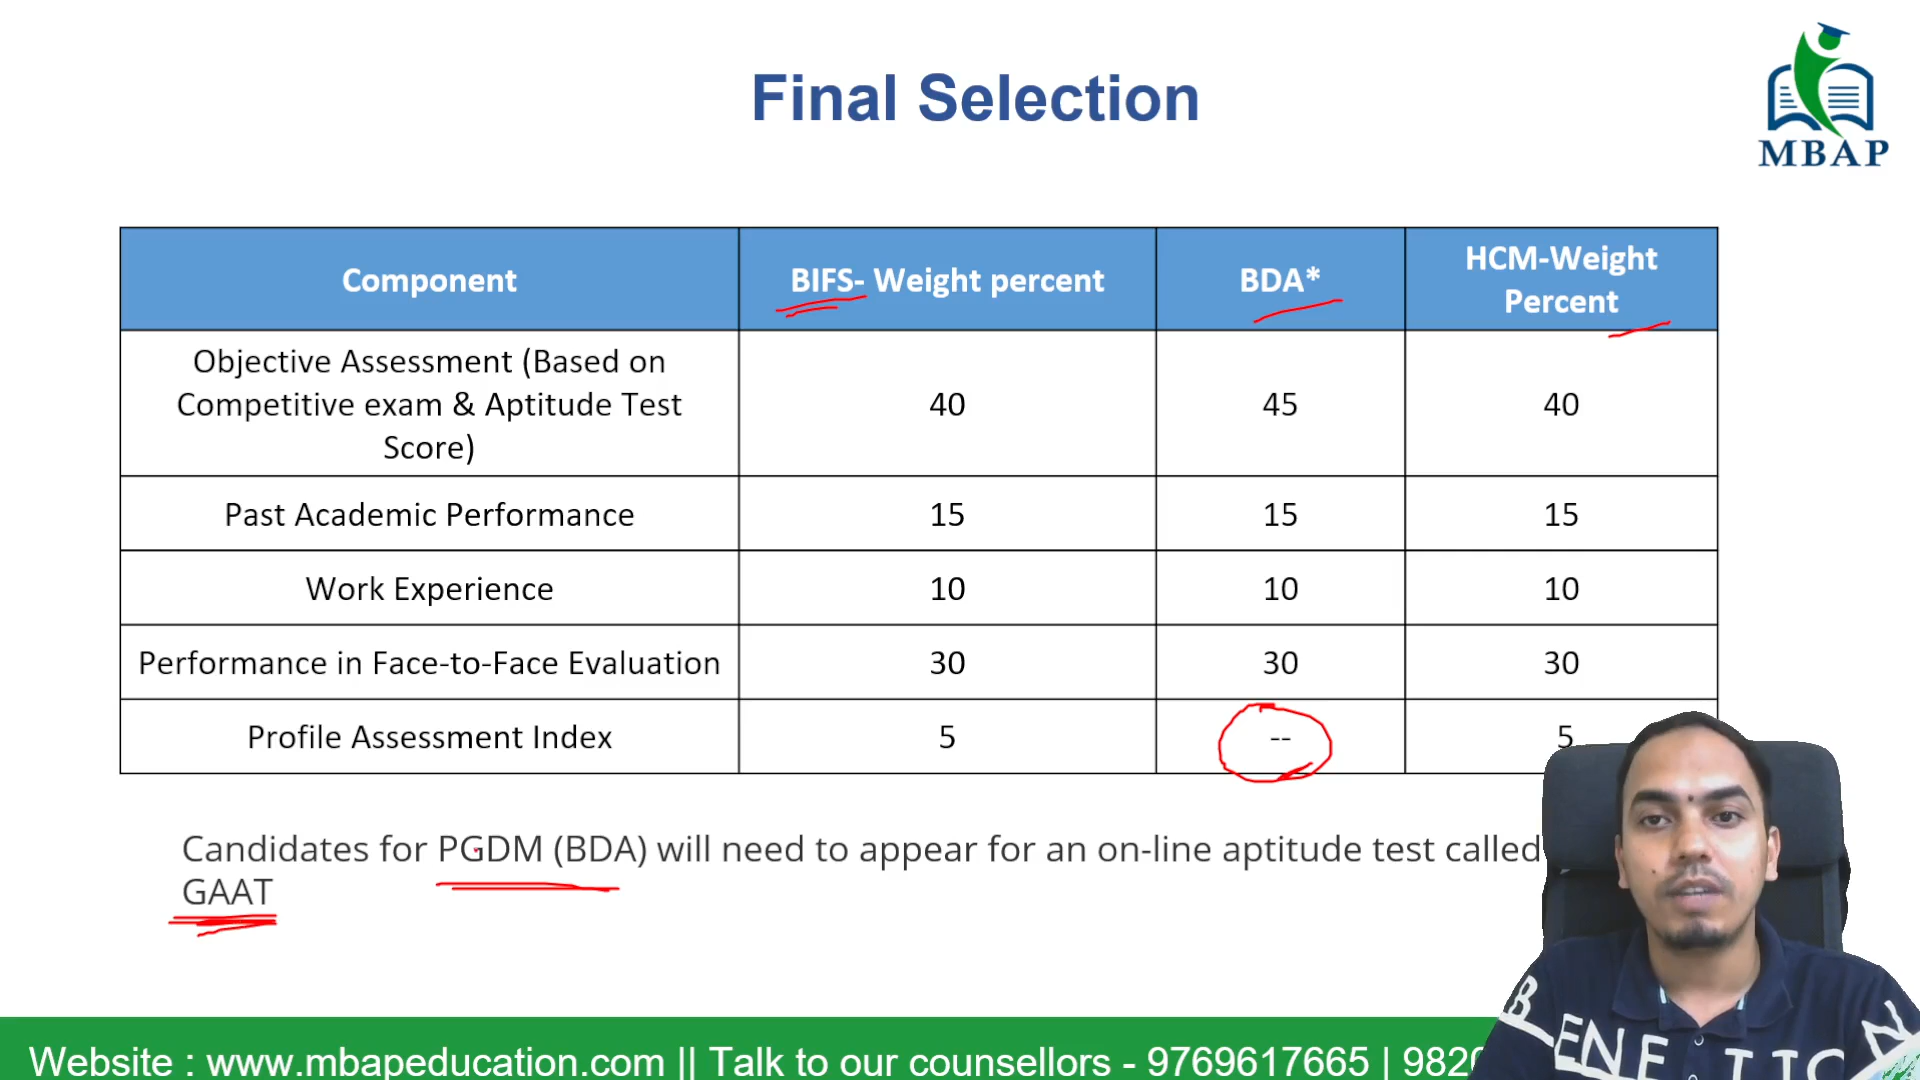 Final Selection
MBAP
Component BIFS- Weight percent BDA* HCM-Weight Percent
Objective Assessment (Based on Competitive exam & Aptitude Test Score) 40 45 40
Past Academic Performance 15 15 15
Work Experience 10 10 10
Performance in Face-to-Face Evaluation 30 30 30
Profile Assessment Index 5 -- 5
Candidates for PGDM (BDA) will need to appear for an on-line aptitude test called
GAAT
Website : www.mbapeducation.com || Talk to our counsellors - 9769617665 |
B
ENE